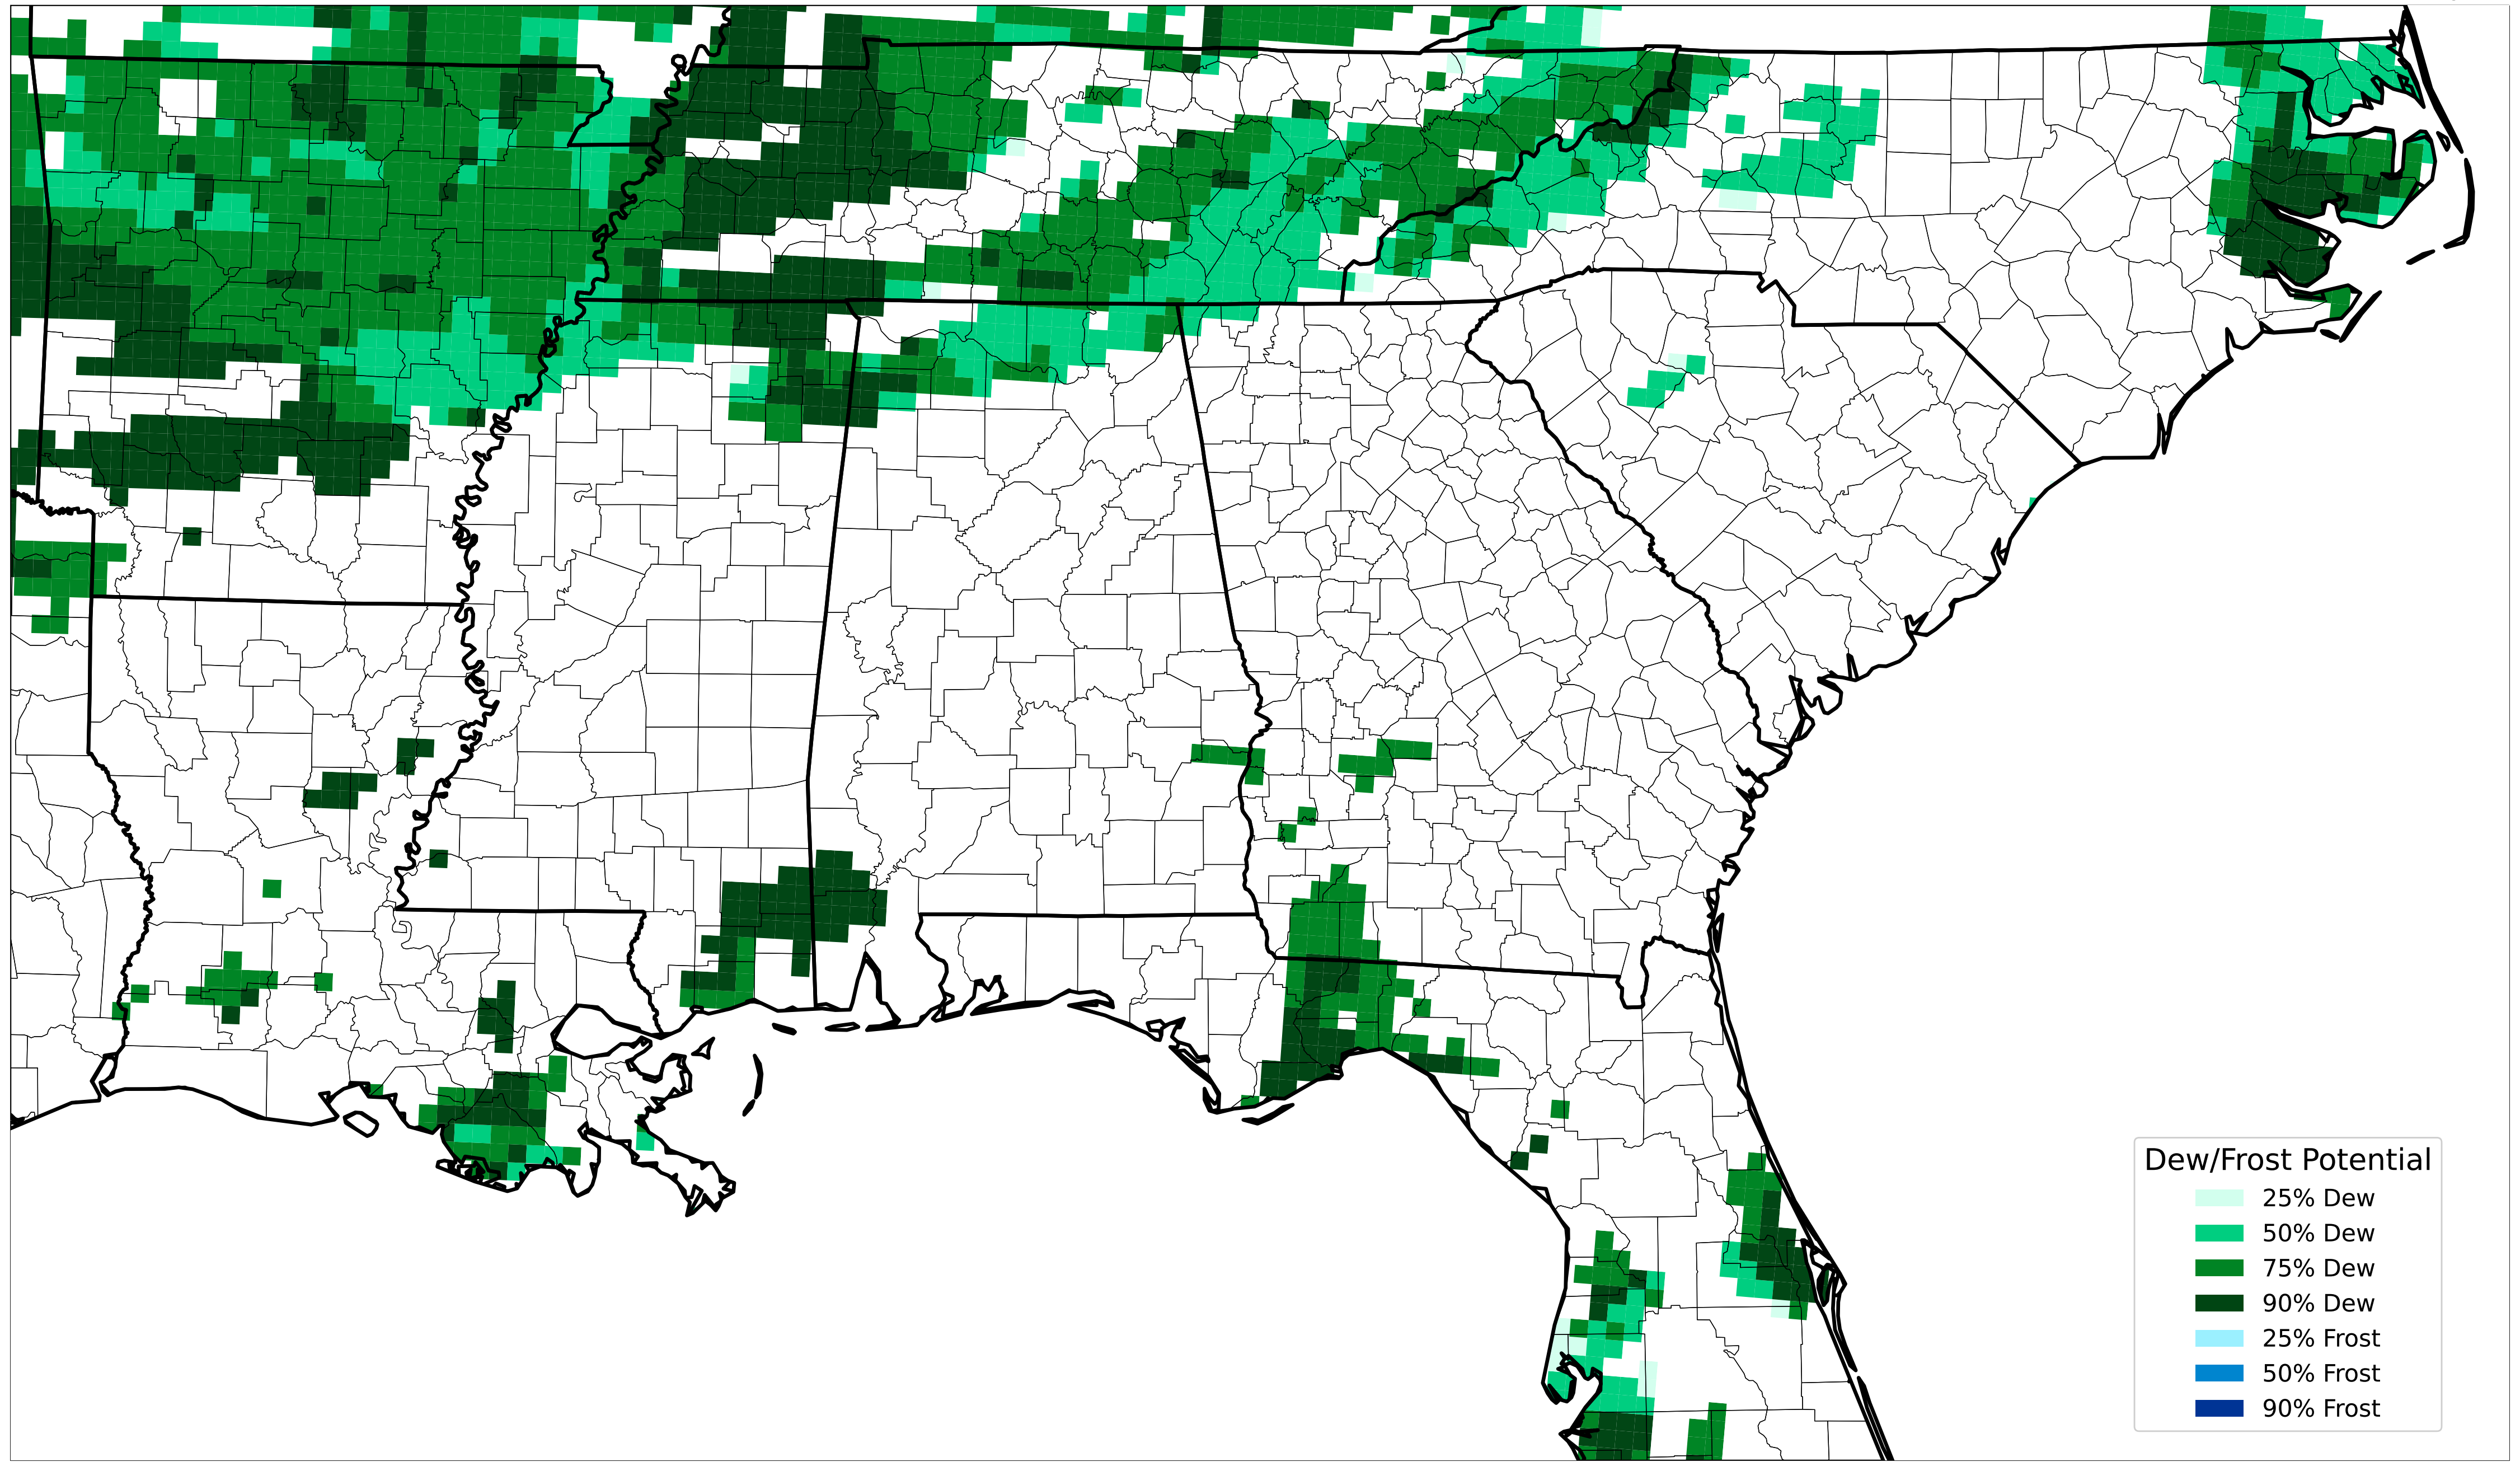 Dew/Frost Potential
25% Dew
50% Dew
75% Dew
90% Dew
25% Frost
50% Frost
90% Frost